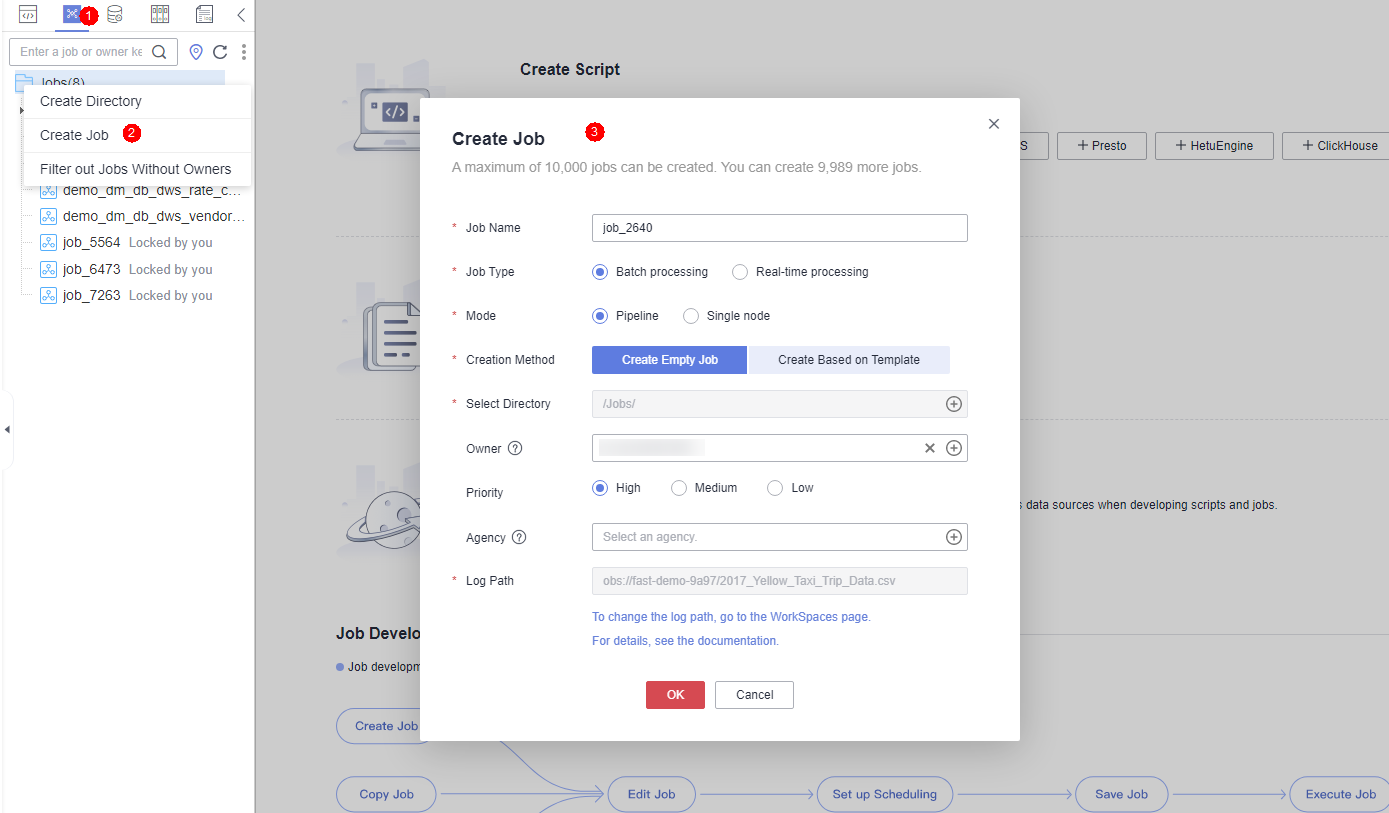 1
Enter a job or owner ke
Jobs(8)
Create Directory
Create Job 2
Filter out Jobs Without Owners
demo_dm_db_dws_rate_c...
demo_dm_db_dws_vendor...
job_5564 Locked by you
job_6473 Locked by you
job_7263 Locked by you
Create Script
S + Presto + HetuEngine + ClickHouse
Create Job 3
A maximum of 10,000 jobs can be created. You can create 9,989 more jobs.
* Job Name job_2640
* Job Type Batch processing Real-time processing
* Mode Pipeline Single node
* Creation Method Create Empty Job Create Based on Template
* Select Directory /Jobs/
Owner ?
Priority High Medium Low
s data sources when developing scripts and jobs.
Agency ? Select an agency.
* Log Path obs://fast-demo-9a97/2017_Yellow_Taxi_Trip_Data.csv
To change the log path, go to the WorkSpaces page.
For details, see the documentation.
OK Cancel
Job Develo
Job developm
Create Job
Copy Job Edit Job Set up Scheduling Save Job Execute Job